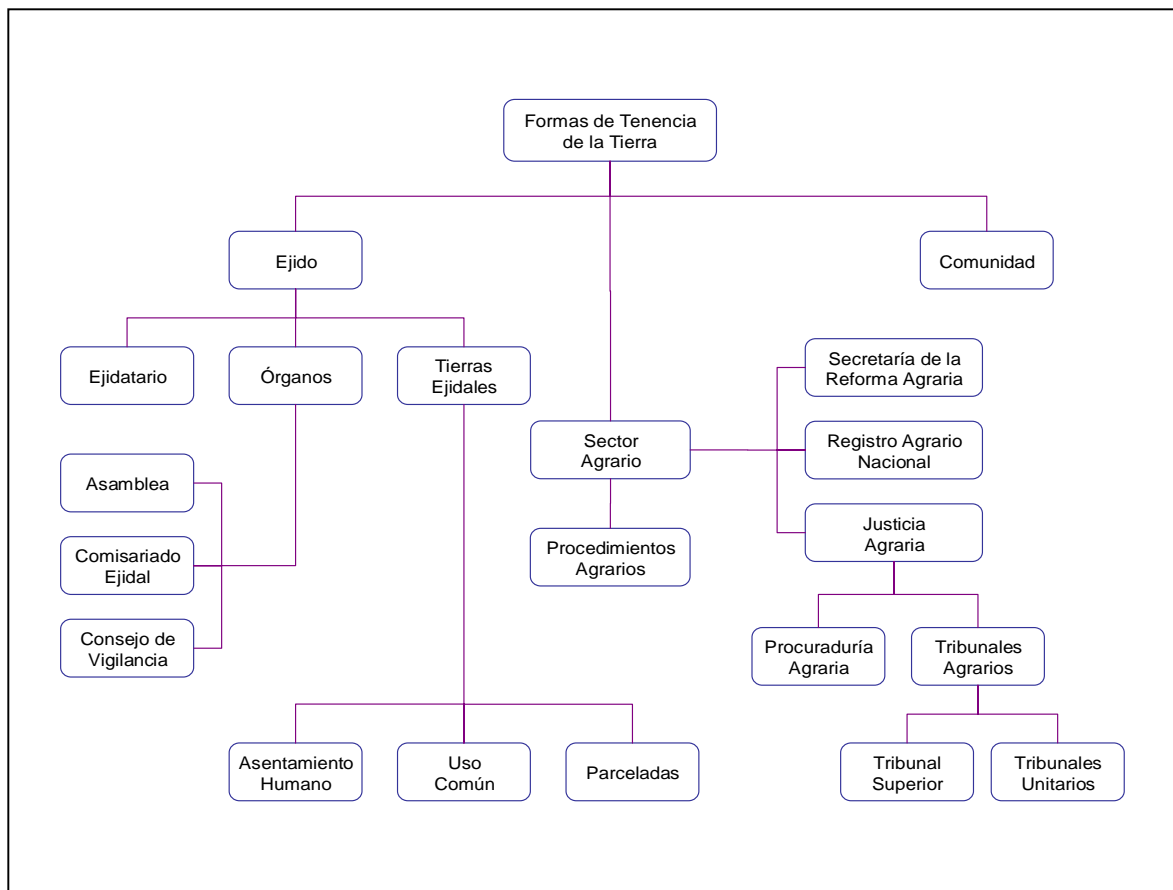 Formas de Tenencia
de la Tierra
Ejido
Comunidad
Ejidatario
Órganos
Tierras
Ejidales
Secretaría de la
Reforma Agraria
Sector
Agrario
Registro Agrario
Nacional
Asamblea
Justicia
Agraria
Comisariado
Ejidal
Procedimientos
Agrarios
Consejo de
Vigilancia
Procuraduría
Agraria
Tribunales
Agrarios
Asentamiento
Humano
Uso
Común
Parceladas
Tribunal
Superior
Tribunales
Unitarios